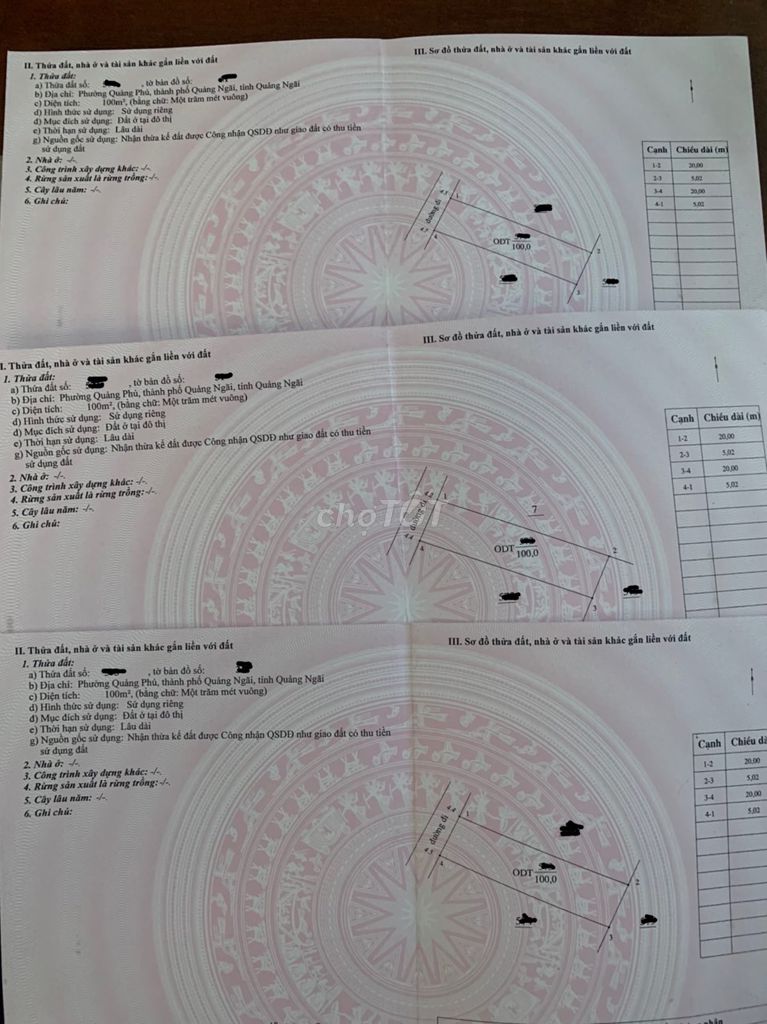 II. Thửa đất, nhà ở và tài sản khác gắn liền với đất
1. Thửa đất:
a) Thửa đất số: , tờ bản đồ số:
b) Địa chỉ: Phường Quảng Phú, thành phố Quảng Ngãi, tỉnh Quảng Ngãi
c) Diện tích: 100m², (bằng chữ: Một trăm mét vuông)
d) Hình thức sử dụng: Sử dụng riêng
đ) Mục đích sử dụng: Đất ở tại đô thị
e) Thời hạn sử dụng: Lâu dài
g) Nguồn gốc sử dụng: Nhận thừa kế đất được Công nhận QSDĐ như giao đất có thu tiền
sử dụng đất
2. Nhà ở: -/-.
3. Công trình xây dựng khác: -/-.
4. Rừng sản xuất là rừng trồng:-/-.
5. Cây lâu năm: -/-.
6. Ghi chú:
III. Sơ đồ thửa đất, nhà ở và tài sản khác gắn liền với đất
Cạnh Chiều dài (m)
1-2 20,00
2-3 5,02
3-4 20,00
4-1 5,02
4.3 1
đường đi
4.2 4
ODT
100,0
2
3
I. Thửa đất, nhà ở và tài sản khác gắn liền với đất
1. Thửa đất:
a) Thửa đất số: , tờ bản đồ số:
b) Địa chỉ: Phường Quảng Phú, thành phố Quảng Ngãi, tỉnh Quảng Ngãi
c) Diện tích: 100m², (bằng chữ: Một trăm mét vuông)
d) Hình thức sử dụng: Sử dụng riêng
đ) Mục đích sử dụng: Đất ở tại đô thị
e) Thời hạn sử dụng: Lâu dài
g) Nguồn gốc sử dụng: Nhận thừa kế đất được Công nhận QSDĐ như giao đất có thu tiền
sử dụng đất
2. Nhà ở: -/-.
3. Công trình xây dựng khác: -/-.
4. Rừng sản xuất là rừng trồng:-/-.
5. Cây lâu năm: -/-.
6. Ghi chú:
III. Sơ đồ thửa đất, nhà ở và tài sản khác gắn liền với đất
Cạnh Chiều dài (m)
1-2 20,00
2-3 5,02
3-4 20,00
4-1 5,02
1
7
đường đi
4.4 4
ODT
100,0
2
3
chợTỐT
II. Thửa đất, nhà ở và tài sản khác gắn liền với đất
1. Thửa đất:
a) Thửa đất số: , tờ bản đồ số:
b) Địa chỉ: Phường Quảng Phú, thành phố Quảng Ngãi, tỉnh Quảng Ngãi
c) Diện tích: 100m², (bằng chữ: Một trăm mét vuông)
d) Hình thức sử dụng: Sử dụng riêng
đ) Mục đích sử dụng: Đất ở tại đô thị
e) Thời hạn sử dụng: Lâu dài
g) Nguồn gốc sử dụng: Nhận thừa kế đất được Công nhận QSDĐ như giao đất có thu tiền
sử dụng đất
2. Nhà ở: -/-.
3. Công trình xây dựng khác: -/-.
4. Rừng sản xuất là rừng trồng:-/-.
5. Cây lâu năm: -/-.
6. Ghi chú:
III. Sơ đồ thửa đất, nhà ở và tài sản khác gắn liền với đất
Cạnh Chiều dà
1-2 20,00
2-3 5,02
3-4 20,00
4-1 5,02
4.4 1
đường đi
4.3 4
ODT
100,0
2
3